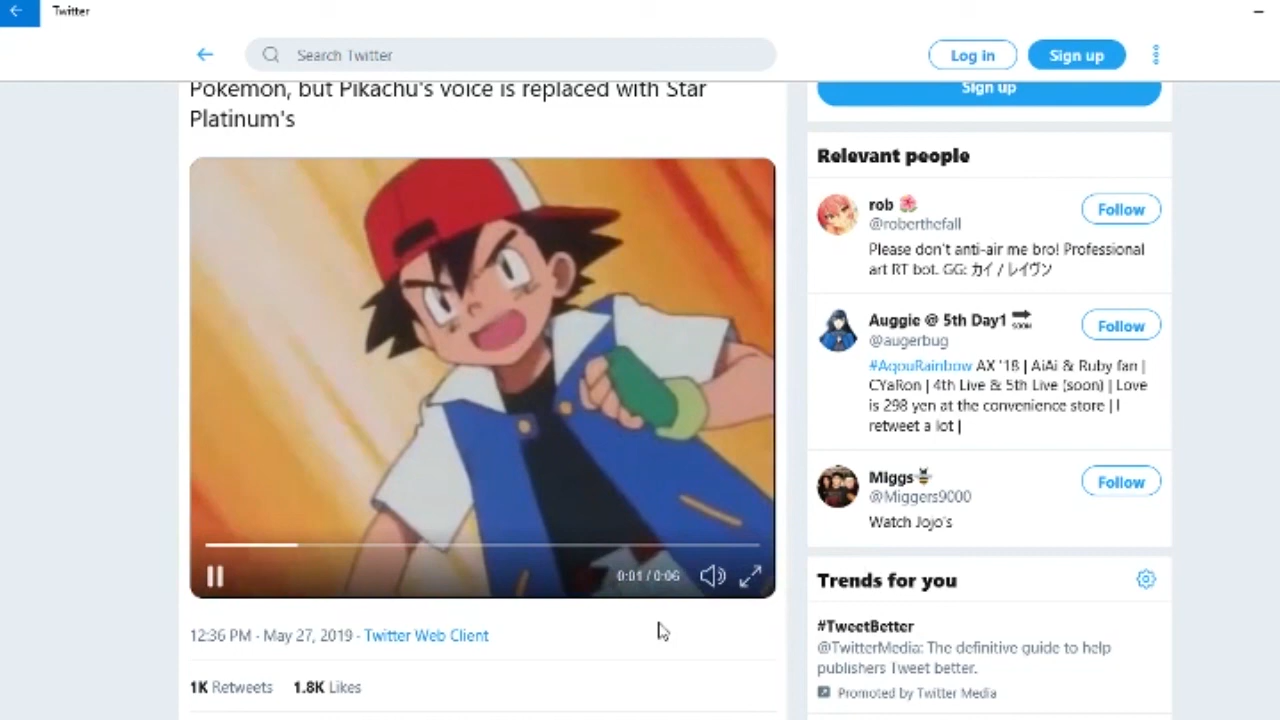 Twitter
Search Twitter
Log in
Sign up
Pokemon, but Pikachu's voice is replaced with Star
Platinum's
0:01 / 0:06
12:36 PM · May 27, 2019 · Twitter Web Client
1K Retweets 1.8K Likes
Sign up
Relevant people
rob
@roberthefall
Follow
Please don't anti-air me bro! Professional
art RT bot. GG: カイ / レイヴン
Auggie @ 5th Day1 SOON
@augerbug
Follow
#AqouRainbow AX '18 | AiAi & Ruby fan |
CYaRon | 4th Live & 5th Live (soon) | Love
is 298 yen at the convenience store | I
retweet a lot |
Miggs
@Miggers9000
Follow
Watch Jojo's
Trends for you
#TweetBetter
@TwitterMedia: The definitive guide to help
publishers Tweet better.
Promoted by Twitter Media